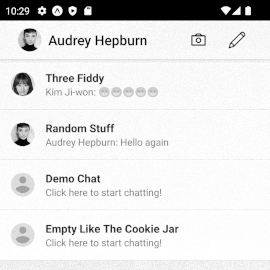 10:29
Audrey Hepburn
Three Fiddy
Kim Ji-won: 😁😁😁😁😁
Random Stuff
Audrey Hepburn: Hello again
Demo Chat
Click here to start chatting!
Empty Like The Cookie Jar
Click here to start chatting!